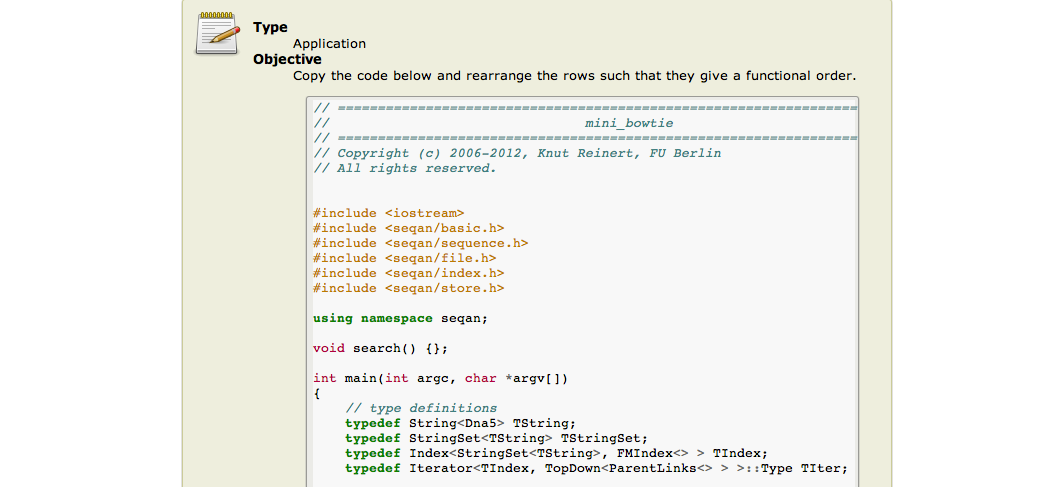 Type
Application
Objective
Copy the code below and rearrange the rows such that they give a functional order.
// =================================================================
// mini_bowtie
// =================================================================
// Copyright (c) 2006-2012, Knut Reinert, FU Berlin
// All rights reserved.
#include <iostream>
#include <seqan/basic.h>
#include <seqan/sequence.h>
#include <seqan/file.h>
#include <seqan/index.h>
#include <seqan/store.h>
using namespace seqan;
void search() {};
int main(int argc, char *argv[])
{
// type definitions
typedef String<Dna5> TString;
typedef StringSet<TString> TStringSet;
typedef Index<StringSet<TString>, FMIndex<> > TIndex;
typedef Iterator<TIndex, TopDown<ParentLinks<> > >::Type TIter;